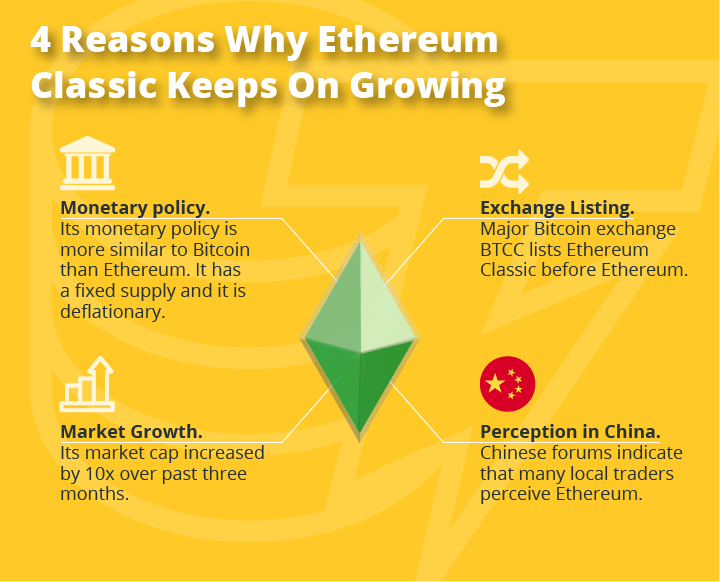 4 Reasons Why Ethereum
Classic Keeps On Growing
Monetary policy.
Its monetary policy is
more similar to Bitcoin
than Ethereum. It has
a fixed supply and it is
deflationary.
Exchange Listing.
Major Bitcoin exchange
BTCC lists Ethereum
Classic before Ethereum.
Market Growth.
Its market cap increased
by 10x over past three
months.
Perception in China.
Chinese forums indicate
that many local traders
perceive Ethereum.